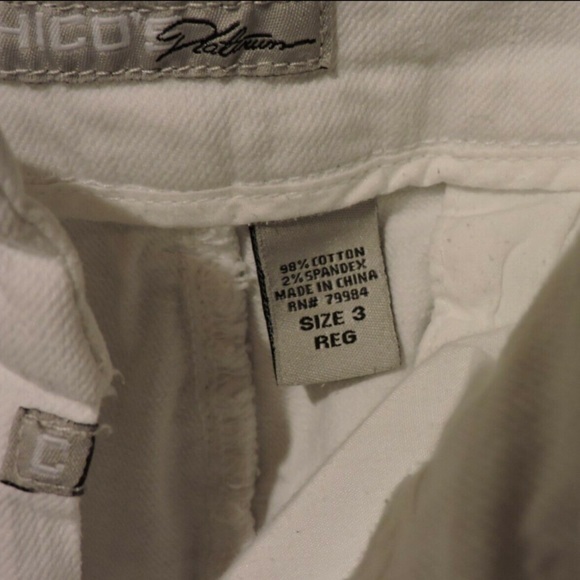 HICO'S Platinum
98% COTTON
2% SPANDEX
MADE IN CHINA
RN# 79984
SIZE 3
REG
C